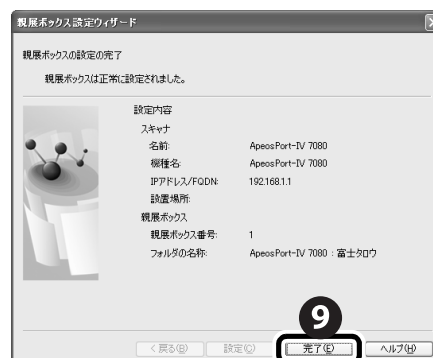 親展ボックス設定ウィザード
親展ボックスの設定の完了
親展ボックスは正常に設定されました。
設定内容
スキャナ
名前: ApeosPort-IV 7080
機種名: ApeosPort-IV 7080
IPアドレス/FQDN: 192.168.1.1
設置場所:
親展ボックス
親展ボックス番号: 1
フォルダの名称: ApeosPort-IV 7080：富士タロウ
9
< 戻る(B) 設定(C) 完了(E) ヘルプ(H)